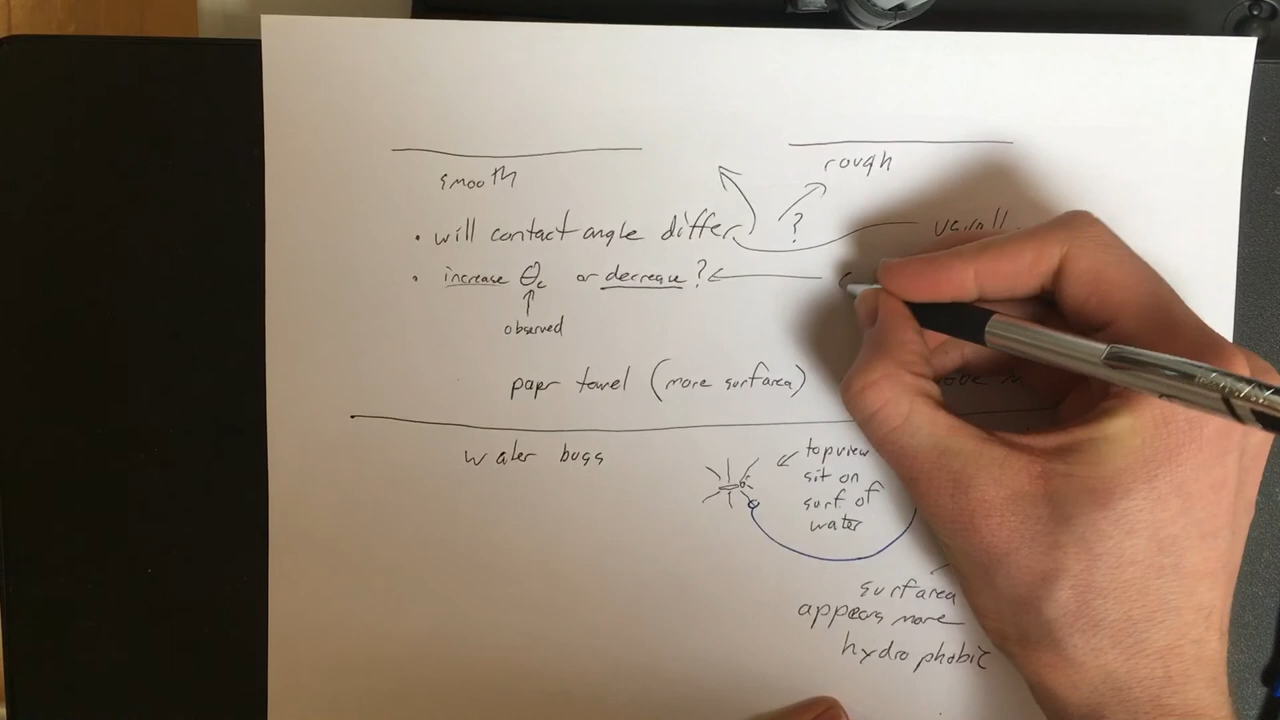 smooth
rough
• will contact angle differ
?
• increase θc or decrease?
observed
papr towel (more surfarea)
water bugs
top view
sit on
surf. of
water
surfarea
appears more
hydrophobic